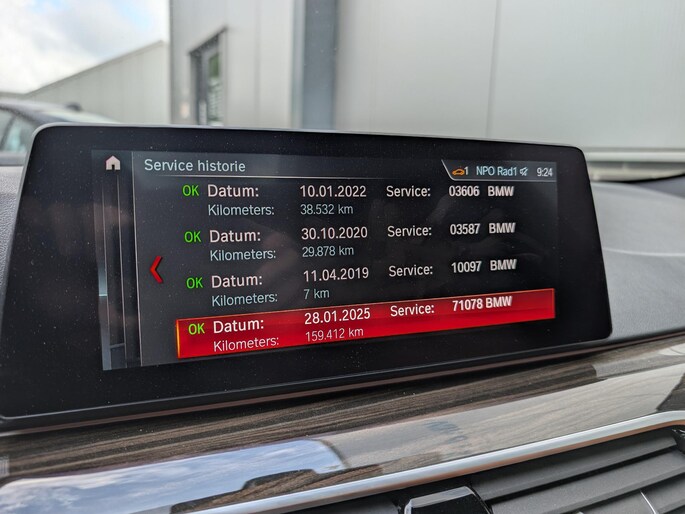 Service historie 1 NPO Rad1 9:24
OK Datum: 10.01.2022 Service: 03606 BMW
Kilometers: 38.532 km
OK Datum: 30.10.2020 Service: 03587 BMW
Kilometers: 29.878 km
OK Datum: 11.04.2019 Service: 10097 BMW
Kilometers: 7 km
OK Datum: 28.01.2025 Service: 71078 BMW
Kilometers: 159.412 km